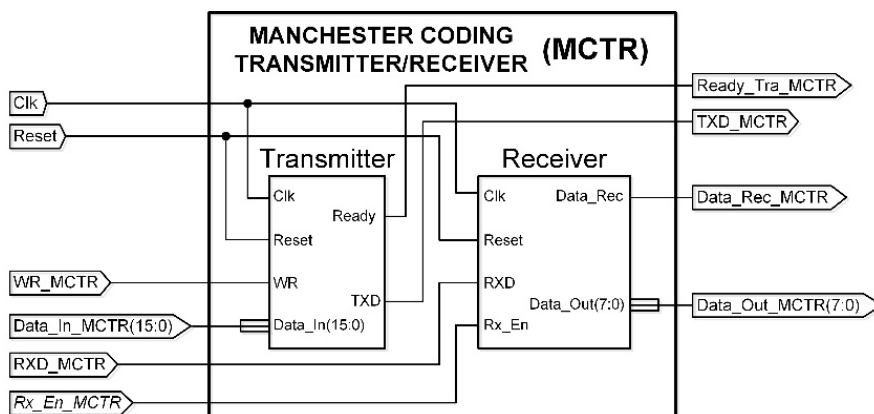 MANCHESTER CODING
TRANSMITTER/RECEIVER (MCTR)
Clk
Reset
WR_MCTR
Data_In_MCTR(15:0)
RXD_MCTR
Rx_En_MCTR
Transmitter
Clk
Ready
Reset
WR
TXD
Data_In(15:0)
Receiver
Clk
Data_Rec
Reset
RXD
Data_Out(7:0)
Rx_En
Ready_Tra_MCTR
TXD_MCTR
Data_Rec_MCTR
Data_Out_MCTR(7:0)